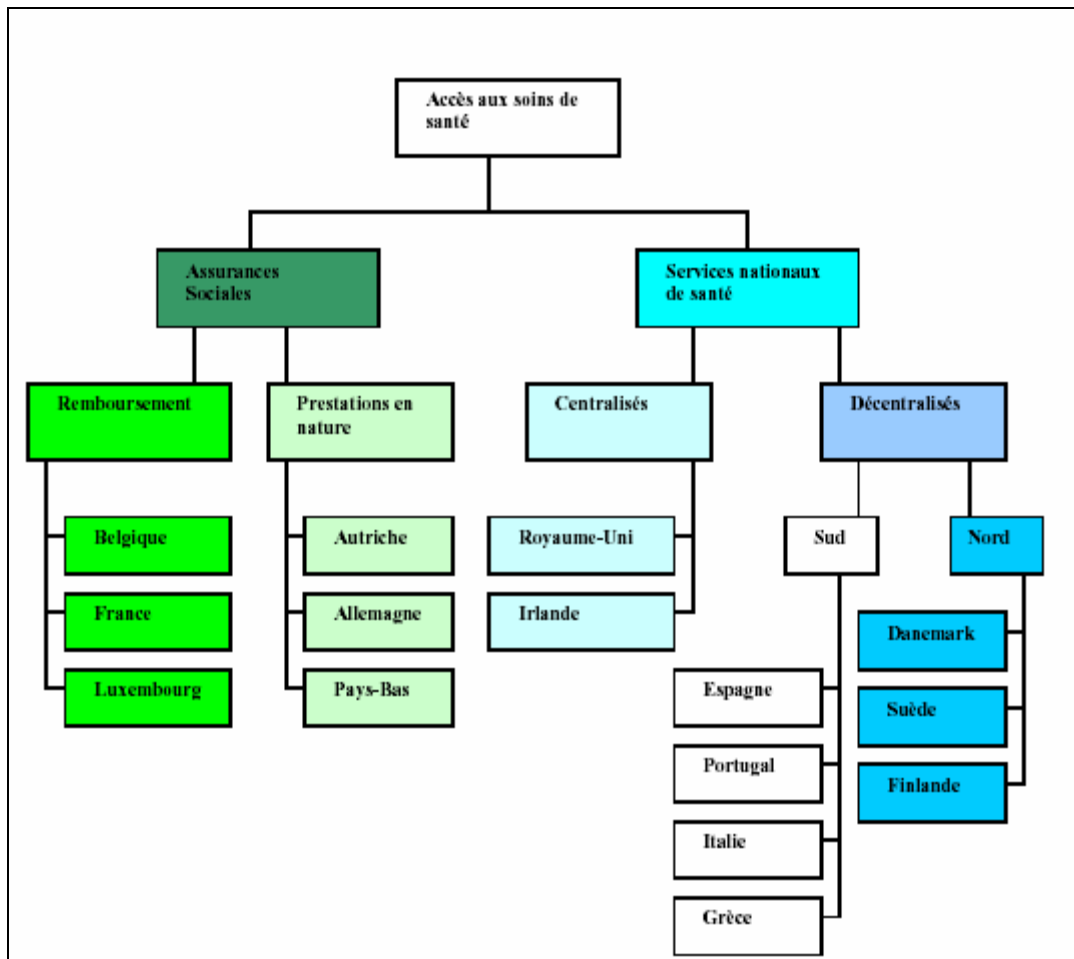 Accès aux soins de
santé
Assurances
Sociales
Services nationaux
de santé
Remboursement
Prestations en
nature
Centralisés
Décentralisés
Belgique
Autriche
Royaume-Uni
Sud
Nord
France
Allemagne
Irlande
Danemark
Luxembourg
Pays-Bas
Espagne
Suède
Portugal
Finlande
Italie
Grèce